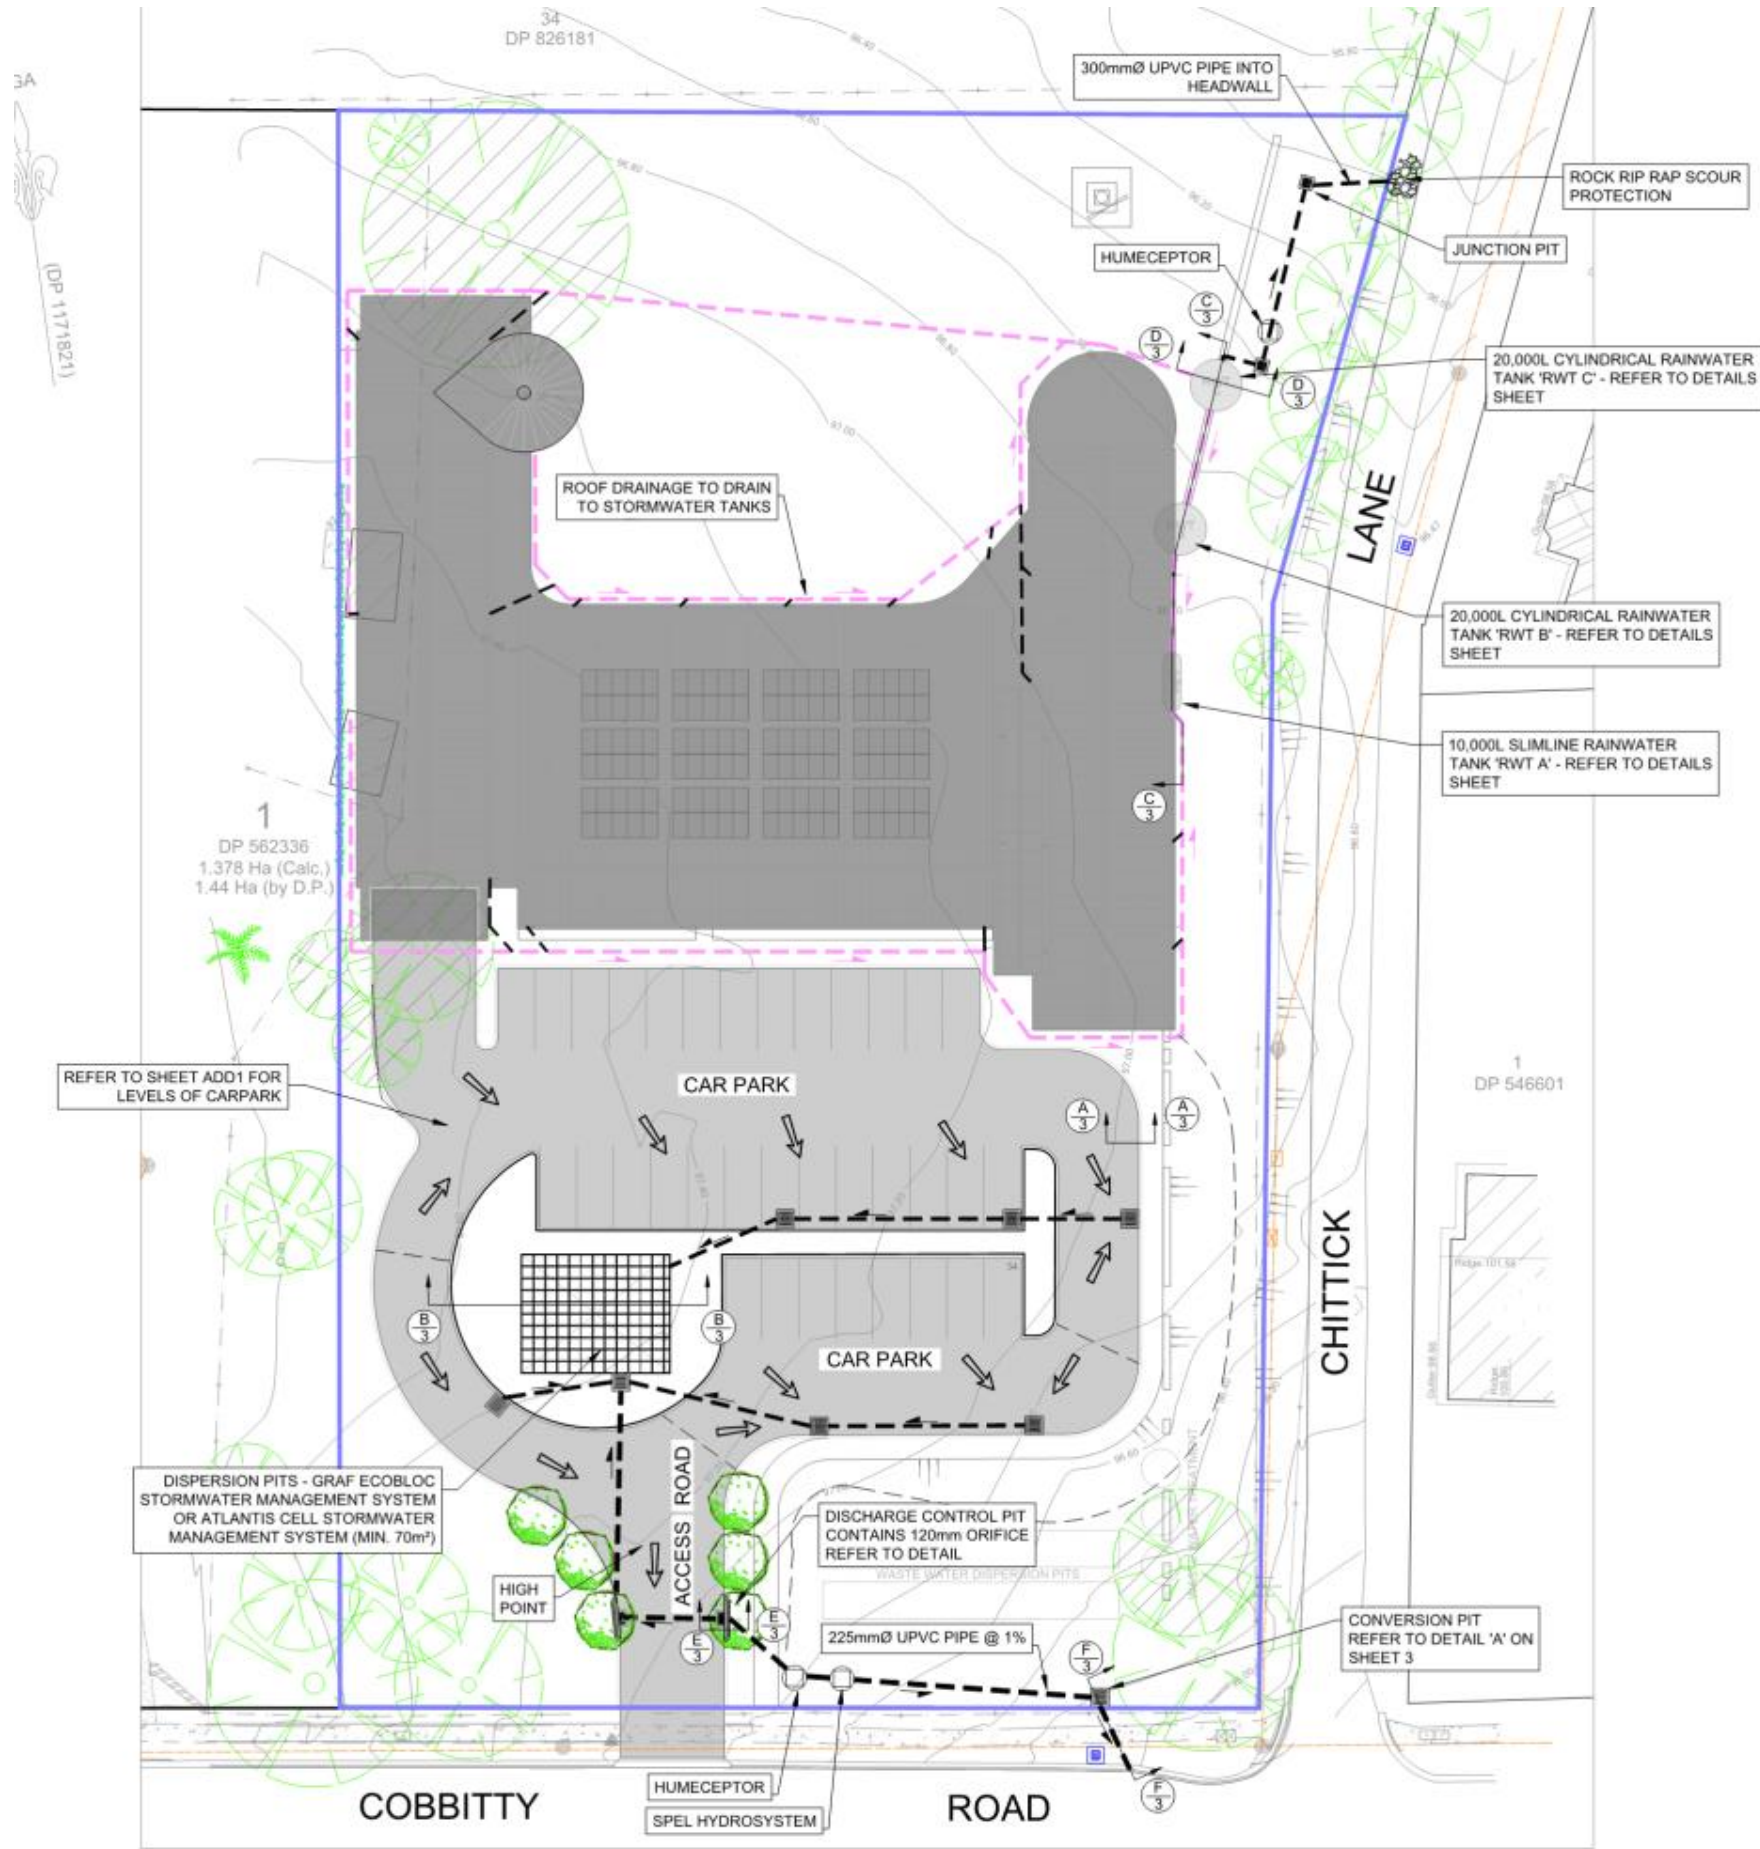 34
DP 826181
300mmØ UPVC PIPE INTO
HEADWALL
(DP 1171821)
ROCK RIP RAP SCOUR
PROTECTION
JUNCTION PIT
HUMECEPTOR
C
3
D
3
D
3
20,000L CYLINDRICAL RAINWATER
TANK 'RWT C' - REFER TO DETAILS
SHEET
97.00
ROOF DRAINAGE TO DRAIN
TO STORMWATER TANKS
LANE
20,000L CYLINDRICAL RAINWATER
TANK 'RWT B' - REFER TO DETAILS
SHEET
10,000L SLIMLINE RAINWATER
TANK 'RWT A' - REFER TO DETAILS
SHEET
C
3
1
DP 562336
1.378 Ha (Calc.)
1.44 Ha (by D.P.)
REFER TO SHEET ADD1 FOR
LEVELS OF CARPARK
CAR PARK
A
3
A
3
1
DP 546601
CHITTICK
34
B
3
B
3
CAR PARK
DISPERSION PITS - GRAF ECOBLOC
STORMWATER MANAGEMENT SYSTEM
OR ATLANTIS CELL STORMWATER
MANAGEMENT SYSTEM (MIN. 70m²)
ACCESS ROAD
DISCHARGE CONTROL PIT
CONTAINS 120mm ORIFICE
REFER TO DETAIL
WASTE WATER DISPERSION PITS
HIGH
POINT
E
3
E
3
225mmØ UPVC PIPE @ 1%
F
3
CONVERSION PIT
REFER TO DETAIL 'A' ON
SHEET 3
HUMECEPTOR
SPEL HYDROSYSTEM
F
3
COBBITTY ROAD